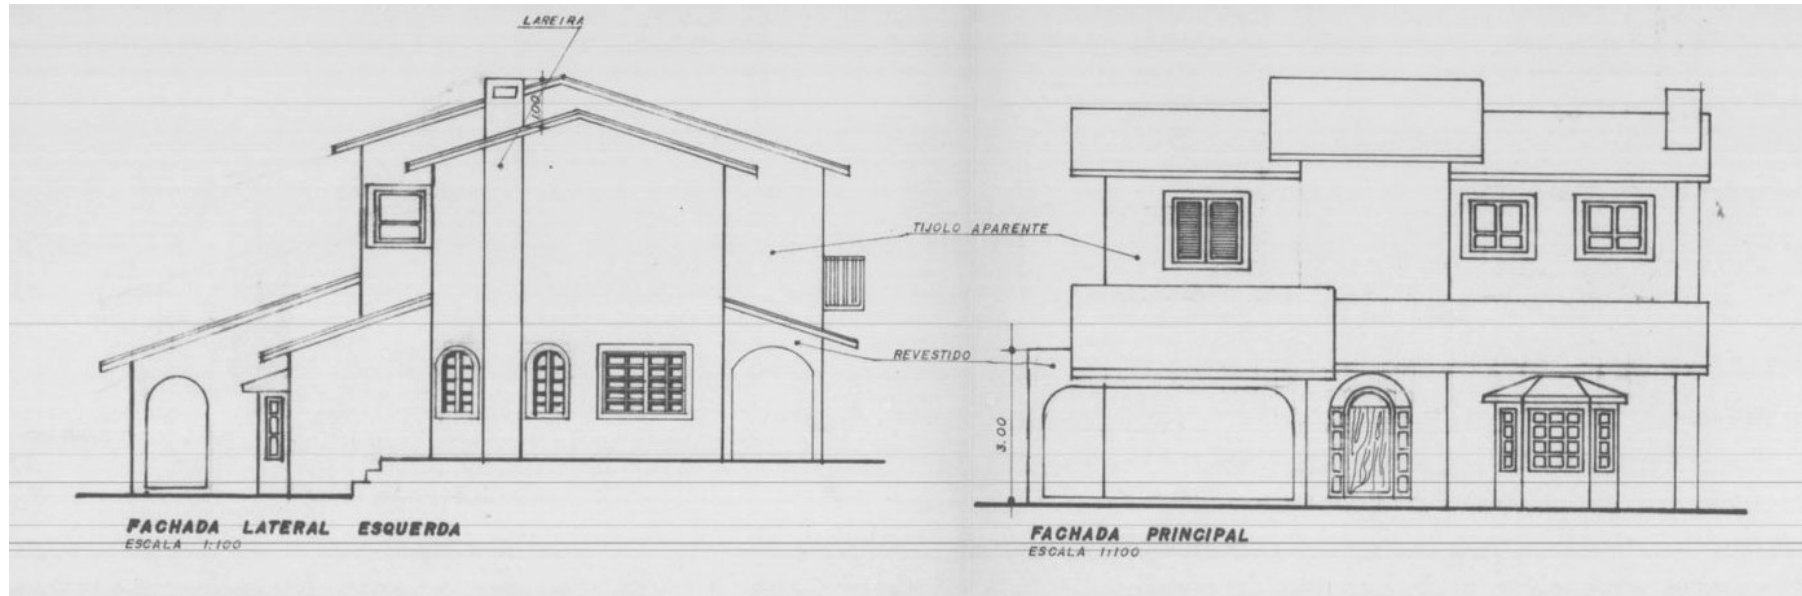 LAREIRA
1.00
TIJOLO APARENTE
REVESTIDO
3.00
FACHADA LATERAL ESQUERDA
ESCALA 1:100
FACHADA PRINCIPAL
ESCALA 1:100